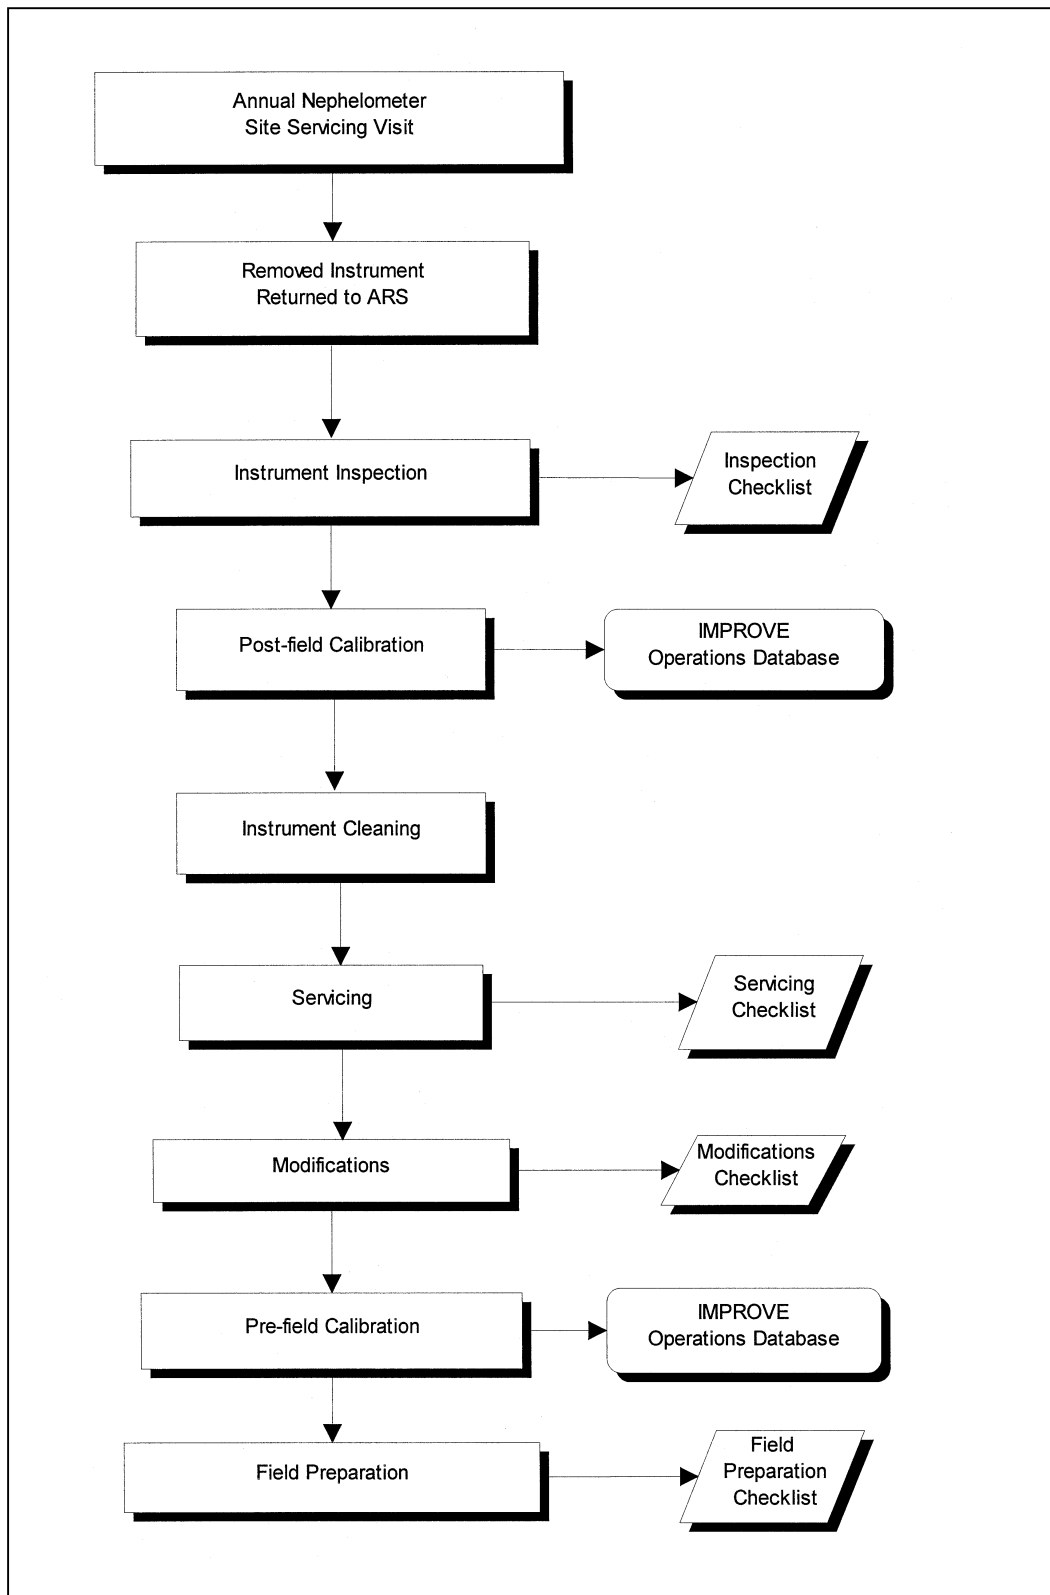 Annual Nephelometer
Site Servicing Visit
Removed Instrument
Returned to ARS
Instrument Inspection
Inspection
Checklist
Post-field Calibration
IMPROVE
Operations Database
Instrument Cleaning
Servicing
Servicing
Checklist
Modifications
Modifications
Checklist
Pre-field Calibration
IMPROVE
Operations Database
Field Preparation
Field
Preparation
Checklist